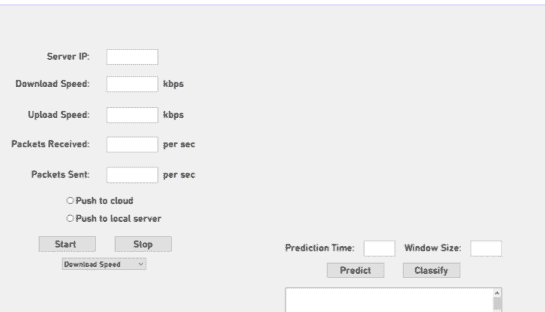 Server IP:
Download Speed: kbps
Upload Speed: kbps
Packets Received: per sec
Packets Sent: per sec
Push to cloud
Push to local server
Start Stop
Download Speed
Prediction Time: Window Size:
Predict Classify